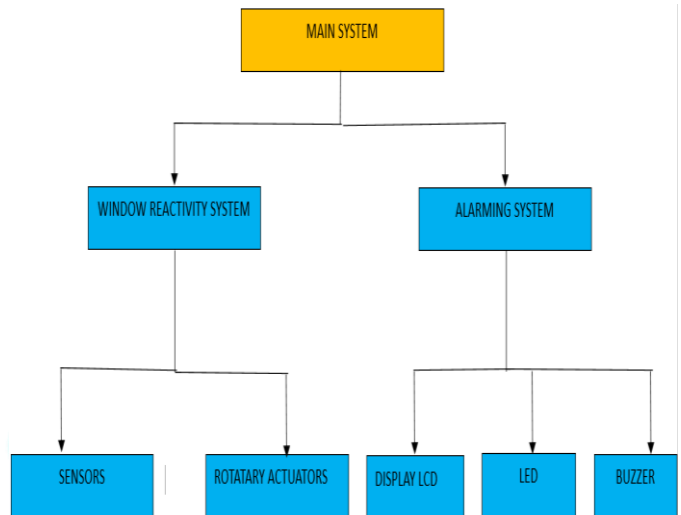 MAIN SYSTEM
WINDOW REACTIVITY SYSTEM
ALARMING SYSTEM
SENSORS
ROTATARY ACTUATORS
DISPLAY LCD
LED
BUZZER